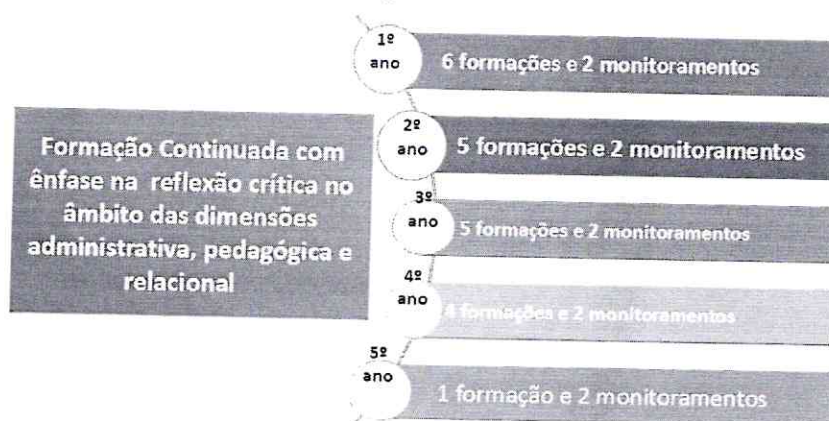 Formação Continuada com
ênfase na reflexão crítica no
âmbito das dimensões
administrativa, pedagógica e
relacional
1º
ano
6 formações e 2 monitoramentos
2º
ano
5 formações e 2 monitoramentos
3º
ano
5 formações e 2 monitoramentos
4º
ano
4 formações e 2 monitoramentos
5º
ano
1 formação e 2 monitoramentos